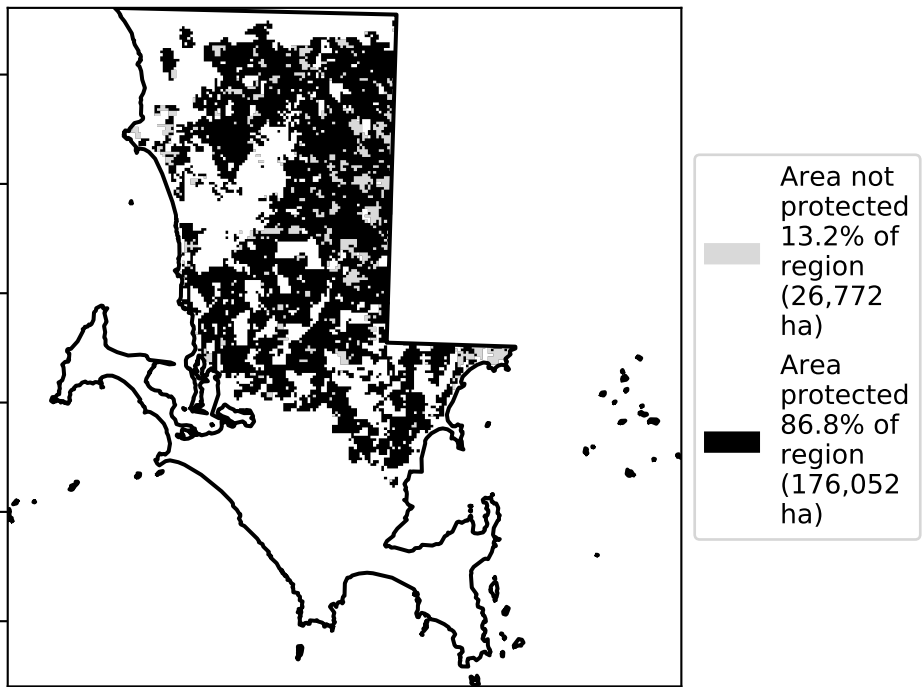 Area not
protected
13.2% of
region
(26,772
ha)
Area
protected
86.8% of
region
(176,052
ha)